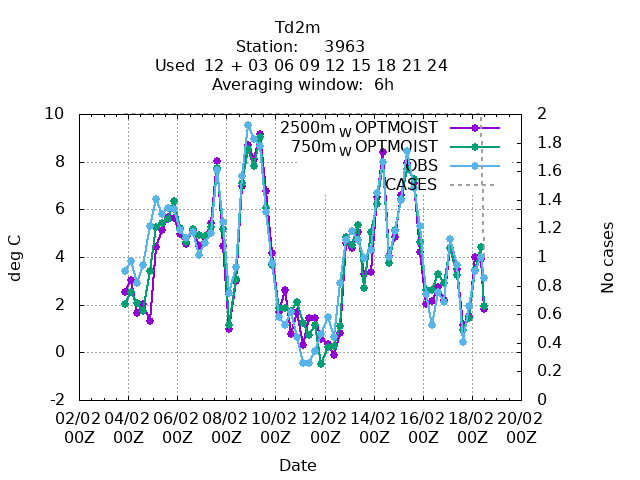 Td2m
Station: 3963
Used 12 + 03 06 09 12 15 18 21 24
Averaging window: 6h
10 2
2500m_W OPTMOIST
750m_W OPTMOIST
OBS
CASES
8 1.8
1.6
6 1.4
1.2
4 1
0.8
2 0.6
0.4
0 0.2
-2 0
deg C
No cases
02/02 04/02 06/02 08/02 10/02 12/02 14/02 16/02 18/02 20/02
00Z 00Z 00Z 00Z 00Z 00Z 00Z 00Z 00Z 00Z
Date